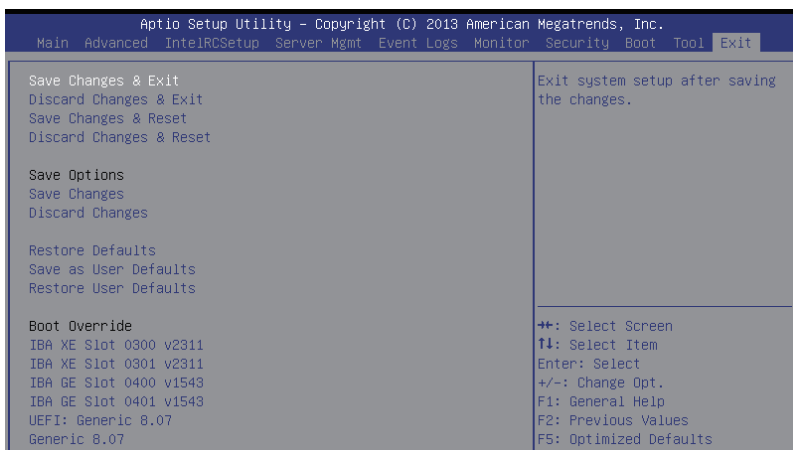 Aptio Setup Utility - Copyright (C) 2013 American Megatrends, Inc.
Main Advanced IntelRCSetup Server Mgmt Event Logs Monitor Security Boot Tool Exit
Save Changes & Exit
Discard Changes & Exit
Save Changes & Reset
Discard Changes & Reset
Save Options
Save Changes
Discard Changes
Restore Defaults
Save as User Defaults
Restore User Defaults
Boot Override
IBA XE Slot 0300 v2311
IBA XE Slot 0301 v2311
IBA GE Slot 0400 v1543
IBA GE Slot 0401 v1543
UEFI: Generic 8.07
Generic 8.07
Exit system setup after saving
the changes.
→←: Select Screen
↑↓: Select Item
Enter: Select
+/-: Change Opt.
F1: General Help
F2: Previous Values
F5: Optimized Defaults